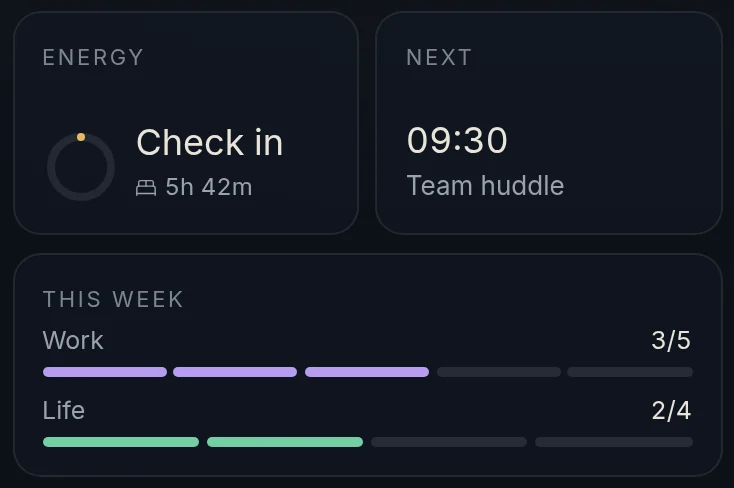 ENERGY
Check in
5h 42m
NEXT
09:30
Team huddle
THIS WEEK
Work 3/5
Life 2/4